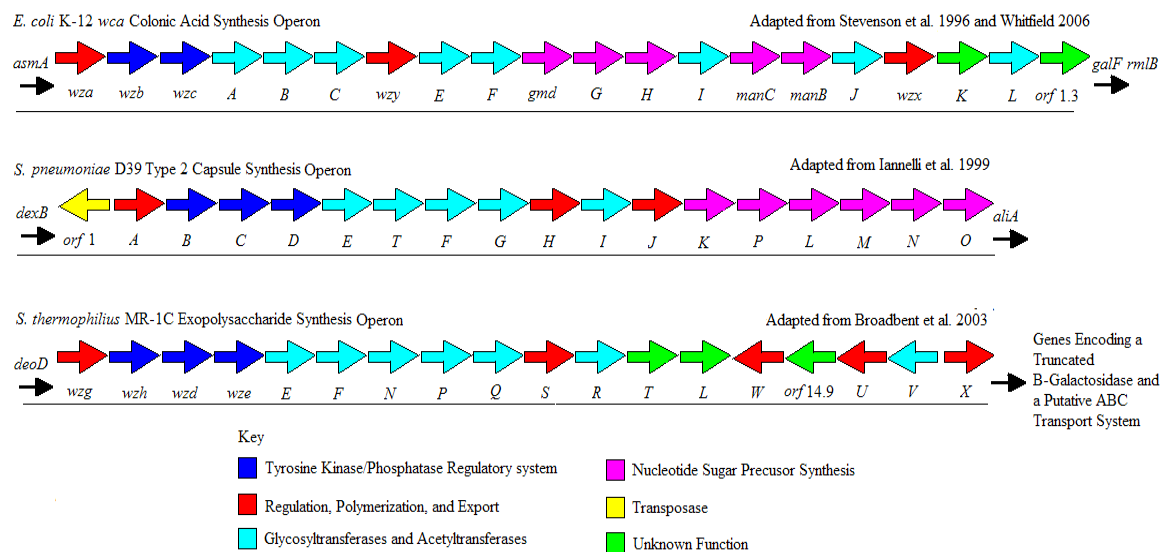 E. coli K-12 wca Colonic Acid Synthesis Operon Adapted from Stevenson et al. 1996 and Whitfield 2006
asmA galF rmlB
wza wzb wzc A B C wzy E F gmd G H I manC manB J wzx K L orf 1.3
S. pneumoniae D39 Type 2 Capsule Synthesis Operon Adapted from Iannelli et al. 1999
dexB aliA
orf 1 A B C D E T F G H I J K P L M N O
S. thermophilius MR-1C Exopolysaccharide Synthesis Operon Adapted from Broadbent et al. 2003
deoD
wzg wzh wzd wze E F N P Q S R T L W orf 14.9 U V X
Genes Encoding a
Truncated
B-Galactosidase and
a Putative ABC
Transport System
Key
Tyrosine Kinase/Phosphatase Regulatory system
Regulation, Polymerization, and Export
Glycosyltransferases and Acetyltransferases
Nucleotide Sugar Precusor Synthesis
Transposase
Unknown Function